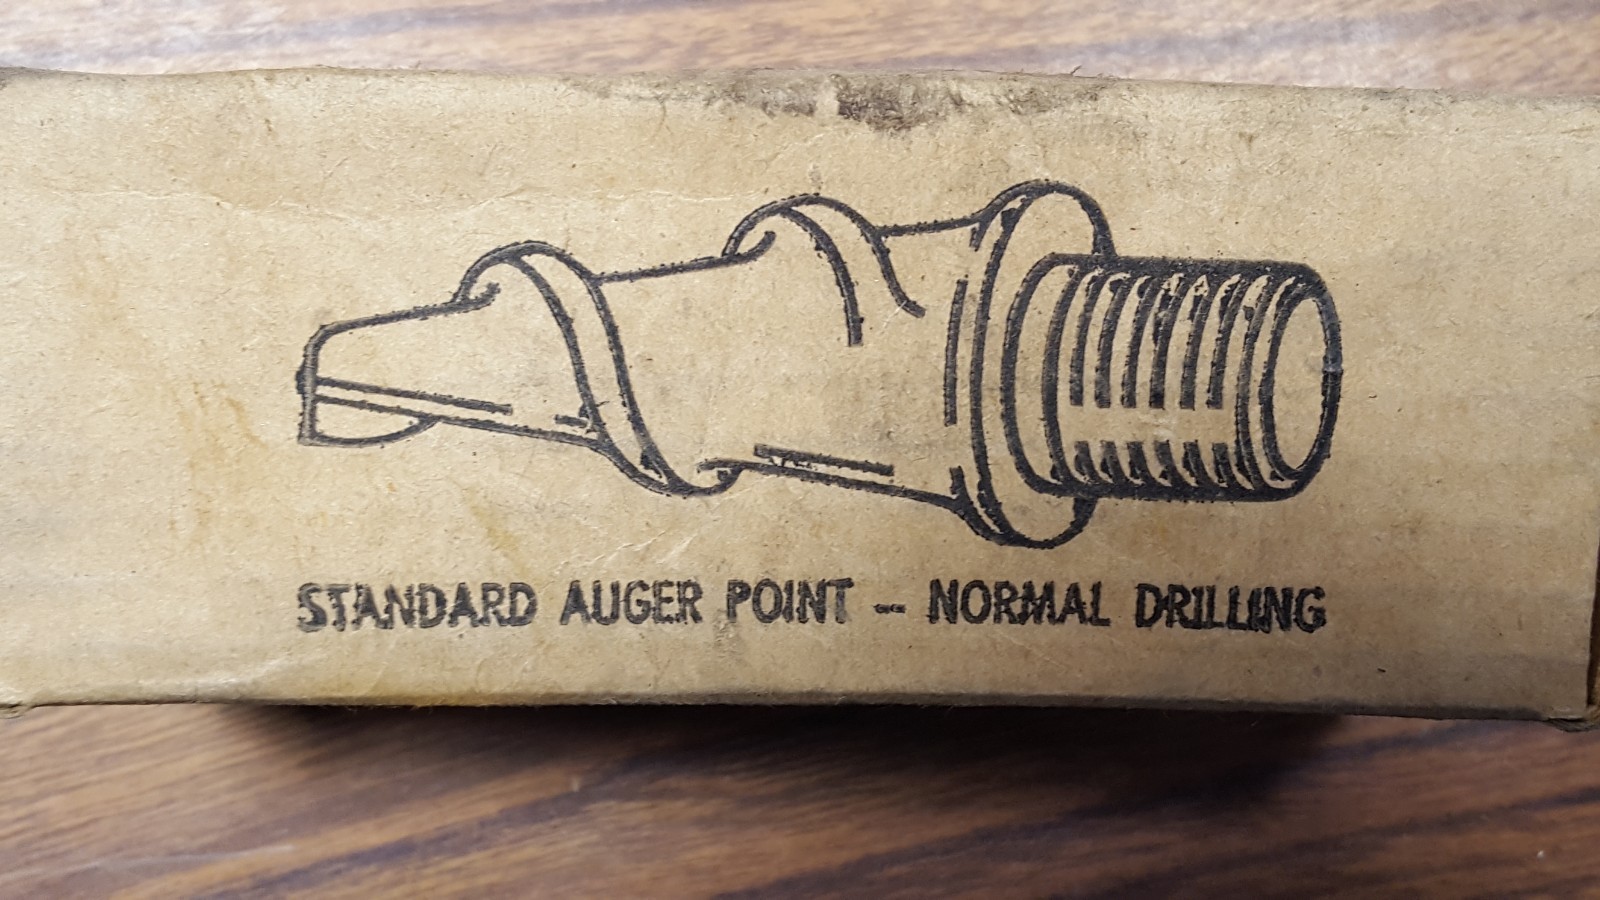 STANDARD AUGER POINT -- NORMAL DRILLING